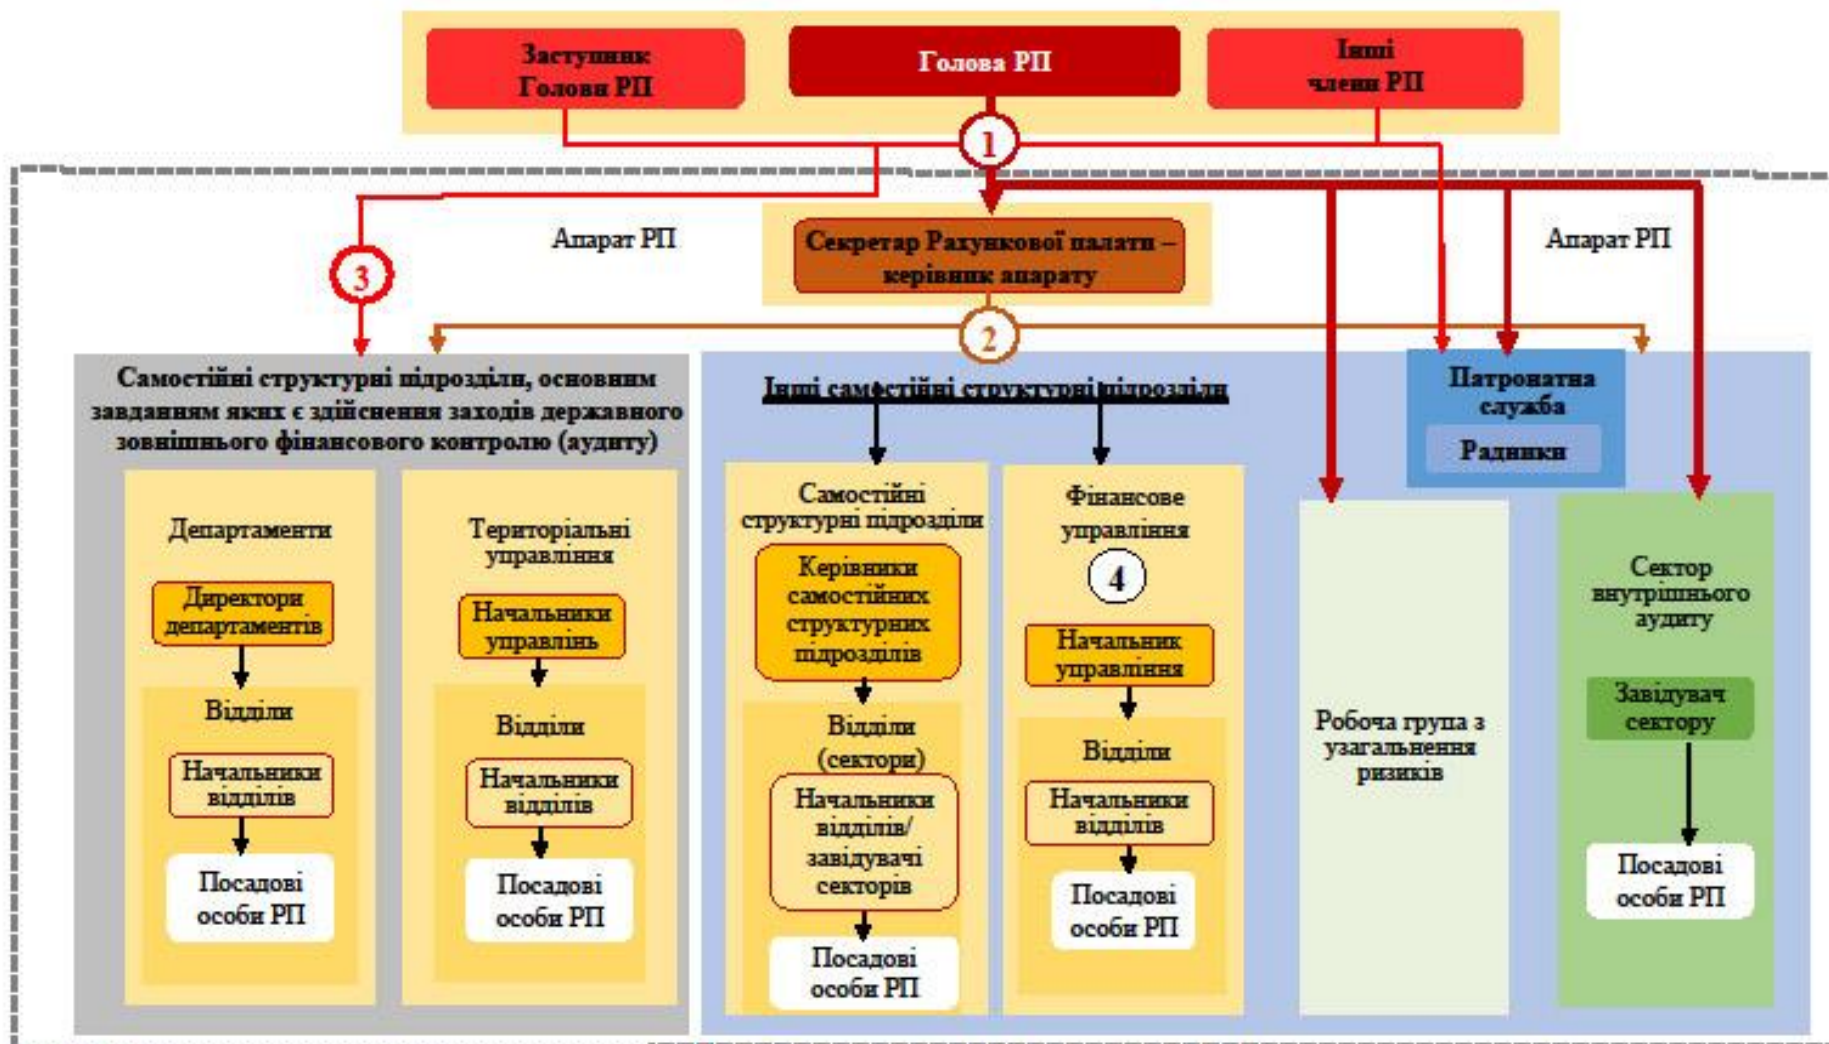 Заступник
Голови РП
Голова РП
Інші
члени РП
1
Апарат РП
Секретар Рахункової палати –
керівник апарату
Апарат РП
3
2
Самостійні структурні підрозділи, основним
завданням яких є здійснення заходів державного
зовнішнього фінансового контролю (аудиту)
Департаменти
Директори
департаментів
Відділи
Начальники
відділів
Посадові
особи РП
Територіальні
управління
Начальники
управлінь
Відділи
Начальники
відділів
Посадові
особи РП
Інші самостійні структурні підрозділи
Самостійні
структурні підрозділи
Керівники
самостійних
структурних
підрозділів
Відділи
(сектори)
Начальники
відділів/
завідувачі
секторів
Посадові
особи РП
Фінансове
управління
4
Начальник
управління
Відділи
Начальники
відділів
Посадові
особи РП
Патронатна
служба
Радники
Робоча група з
узагальнення
ризиків
Сектор
внутрішнього
аудиту
Завідувач
сектору
Посадові
особи РП